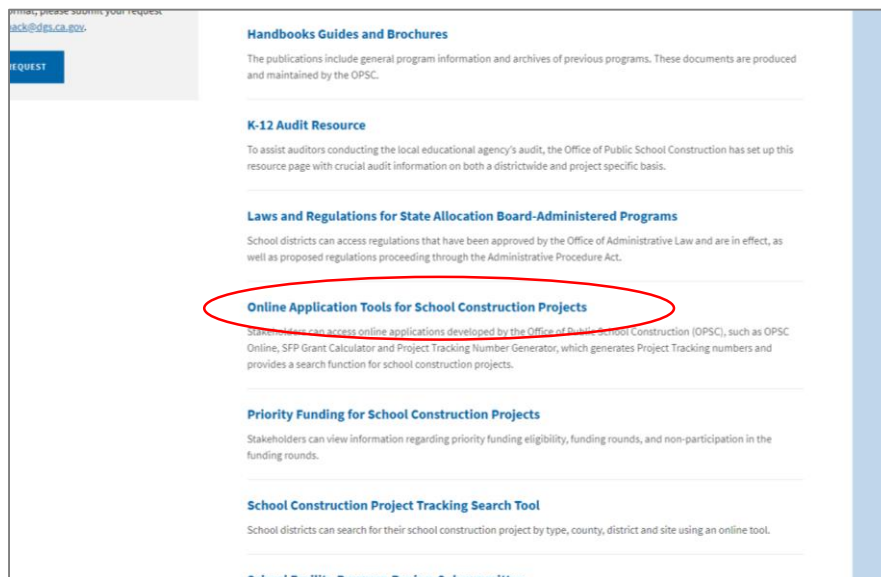 ormat, please submit your request
back@dgs.ca.gov.
REQUEST
Handbooks Guides and Brochures
The publications include general program information and archives of previous programs. These documents are produced
and maintained by the OPSC.
K-12 Audit Resource
To assist auditors conducting the local educational agency's audit, the Office of Public School Construction has set up this
resource page with crucial audit information on both a districtwide and project specific basis.
Laws and Regulations for State Allocation Board-Administered Programs
School districts can access regulations that have been approved by the Office of Administrative Law and are in effect, as
well as proposed regulations proceeding through the Administrative Procedure Act.
Online Application Tools for School Construction Projects
Stakeholders can access online applications developed by the Office of Public School Construction (OPSC), such as OPSC
Online, SFP Grant Calculator and Project Tracking Number Generator, which generates Project Tracking numbers and
provides a search function for school construction projects.
Priority Funding for School Construction Projects
Stakeholders can view information regarding priority funding eligibility, funding rounds, and non-participation in the
funding rounds.
School Construction Project Tracking Search Tool
School districts can search for their school construction project by type, county, district and site using an online tool.